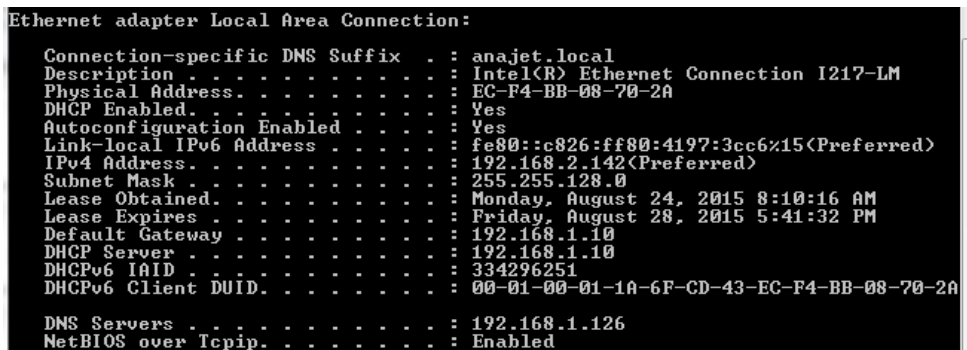 Ethernet adapter Local Area Connection:
Connection-specific DNS Suffix . : anajet.local
Description . . . . . . . . . . . : Intel(R) Ethernet Connection I217-LM
Physical Address. . . . . . . . . : EC-F4-BB-08-70-2A
DHCP Enabled. . . . . . . . . . . : Yes
Autoconfiguration Enabled . . . . : Yes
Link-local IPv6 Address . . . . . : fe80::c826:ff80:4197:3cc6%15(Preferred)
IPv4 Address. . . . . . . . . . . : 192.168.2.142(Preferred)
Subnet Mask . . . . . . . . . . . : 255.255.128.0
Lease Obtained. . . . . . . . . . : Monday, August 24, 2015 8:10:16 AM
Lease Expires . . . . . . . . . . : Friday, August 28, 2015 5:41:32 PM
Default Gateway . . . . . . . . . : 192.168.1.10
DHCP Server . . . . . . . . . . . : 192.168.1.10
DHCPv6 IAID . . . . . . . . . . . : 334296251
DHCPv6 Client DUID. . . . . . . . : 00-01-00-01-1A-6F-CD-43-EC-F4-BB-08-70-2A
DNS Servers . . . . . . . . . . . : 192.168.1.126
NetBIOS over Tcpip. . . . . . . . : Enabled